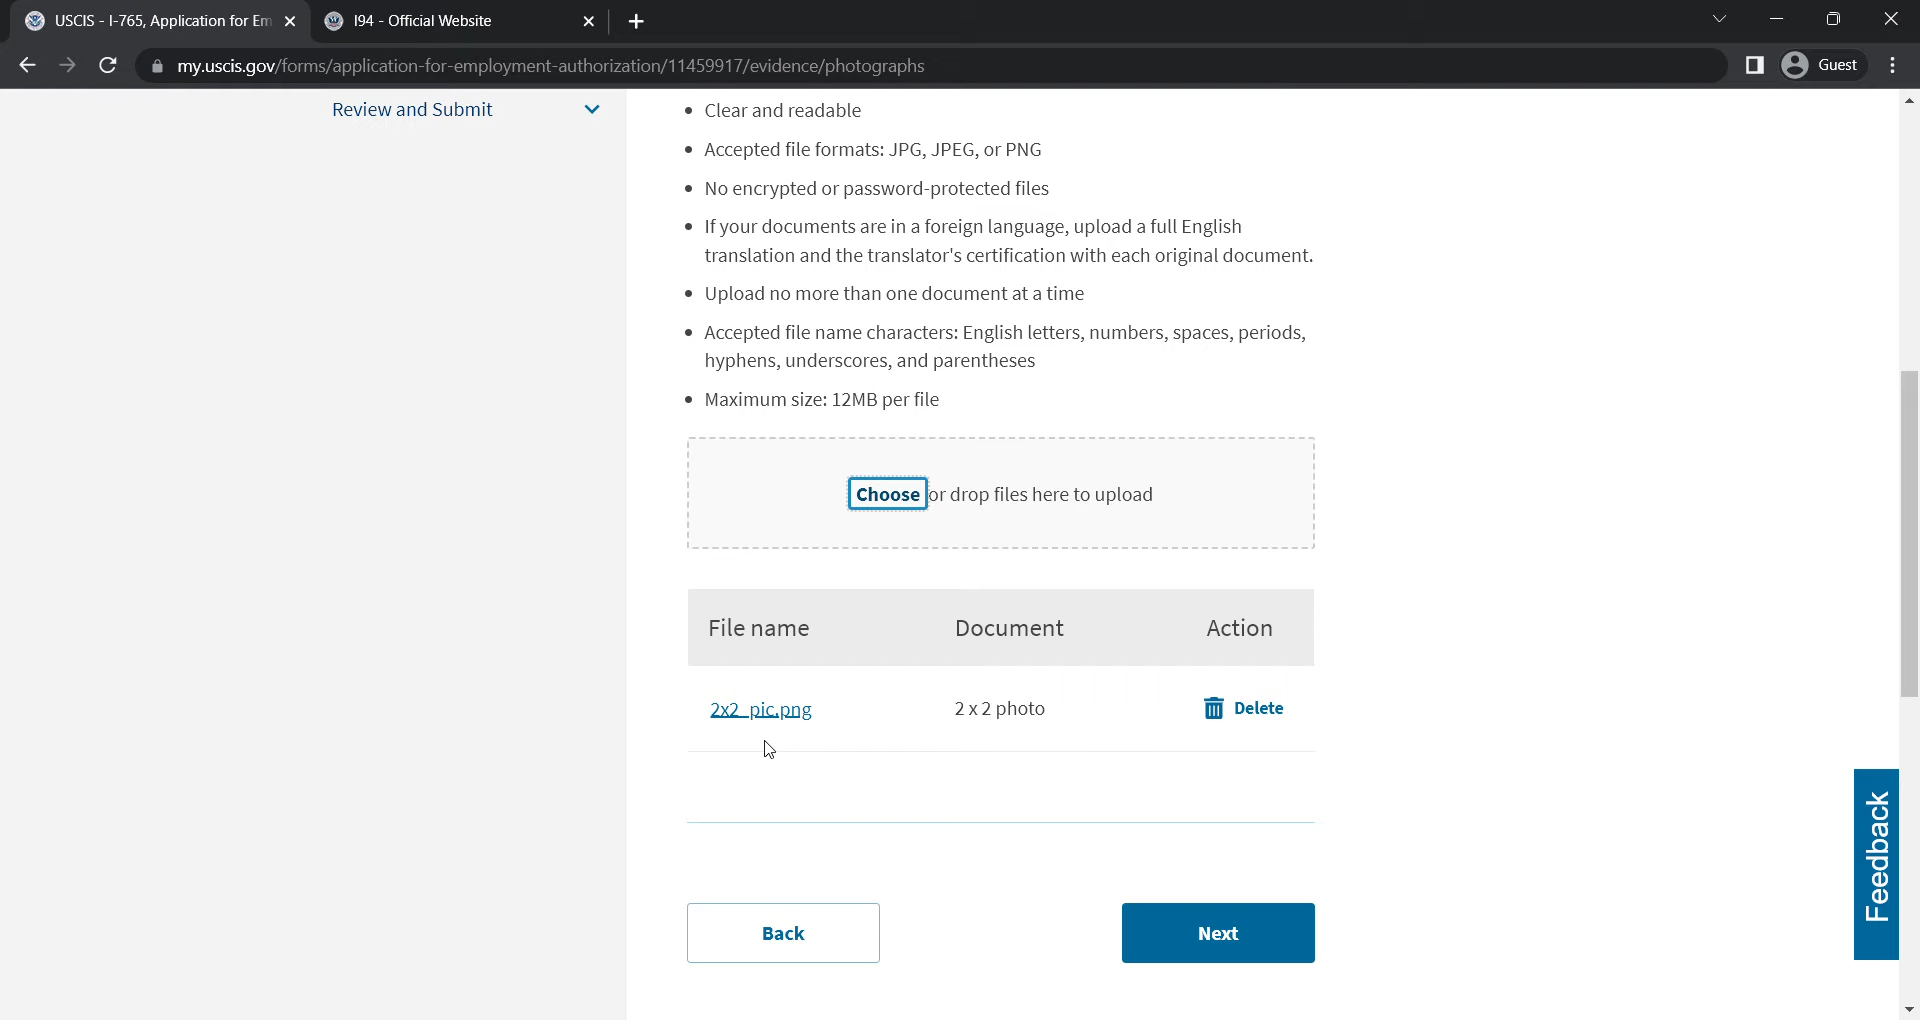 USCIS - I-765, Application for Em
I94 - Official Website
my.uscis.gov/forms/application-for-employment-authorization/11459917/evidence/photographs
Guest
Review and Submit
• Clear and readable
• Accepted file formats: JPG, JPEG, or PNG
• No encrypted or password-protected files
• If your documents are in a foreign language, upload a full English
translation and the translator's certification with each original document.
• Upload no more than one document at a time
• Accepted file name characters: English letters, numbers, spaces, periods,
hyphens, underscores, and parentheses
• Maximum size: 12MB per file
Choose or drop files here to upload
File name Document Action
2x2_pic.png 2 x 2 photo Delete
Feedback
Back Next